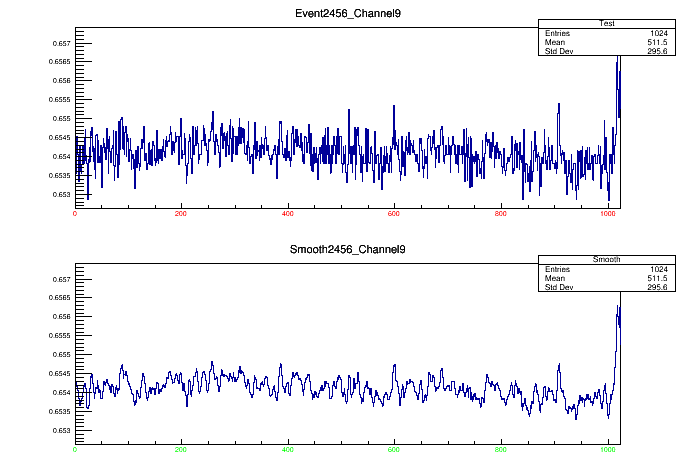 Event2456_Channel9
Test
Entries 1024
Mean 511.5
Std Dev 295.6
0.657
0.6565
0.656
0.6555
0.655
0.6545
0.654
0.6535
0.653
0 200 400 600 800 1000
Smooth2456_Channel9
Smooth
Entries 1024
Mean 511.5
Std Dev 295.6
0.657
0.6565
0.656
0.6555
0.655
0.6545
0.654
0.6535
0.653
0 200 400 600 800 1000